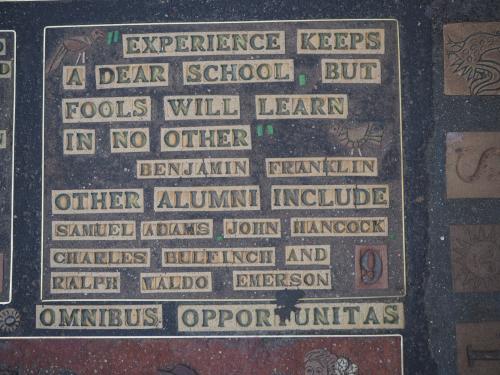 "EXPERIENCE KEEPS
A DEAR SCHOOL, BUT
FOOLS WILL LEARN
IN NO OTHER"
BENJAMIN FRANKLIN
OTHER ALUMNI INCLUDE
SAMUEL ADAMS, JOHN HANCOCK
CHARLES BULFINCH AND
RALPH WALDO EMERSON
9
OMNIBUS OPPORTUNITAS